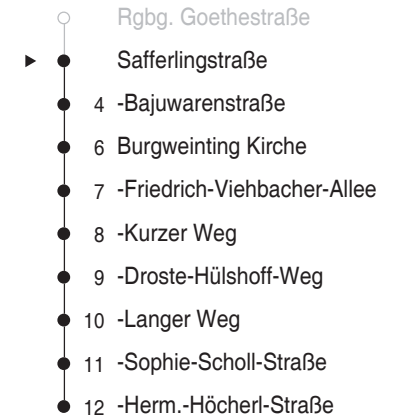 Rgbg. Goethestraße
Safferlingstraße
4 -Bajuwarenstraße
6 Burgweinting Kirche
7 -Friedrich-Viehbacher-Allee
8 -Kurzer Weg
9 -Droste-Hülshoff-Weg
10 -Langer Weg
11 -Sophie-Scholl-Straße
12 -Herm.-Höcherl-Straße